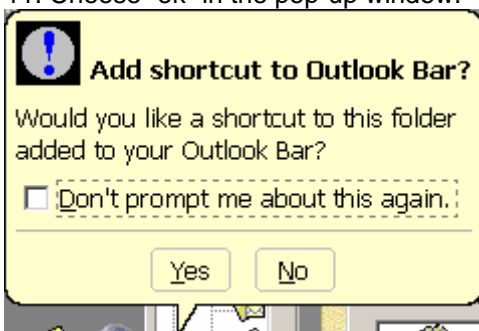 11. Choose "ok" in the pop-up window.
Add shortcut to Outlook Bar?
Would you like a shortcut to this folder
added to your Outlook Bar?
Don't prompt me about this again.
Yes No